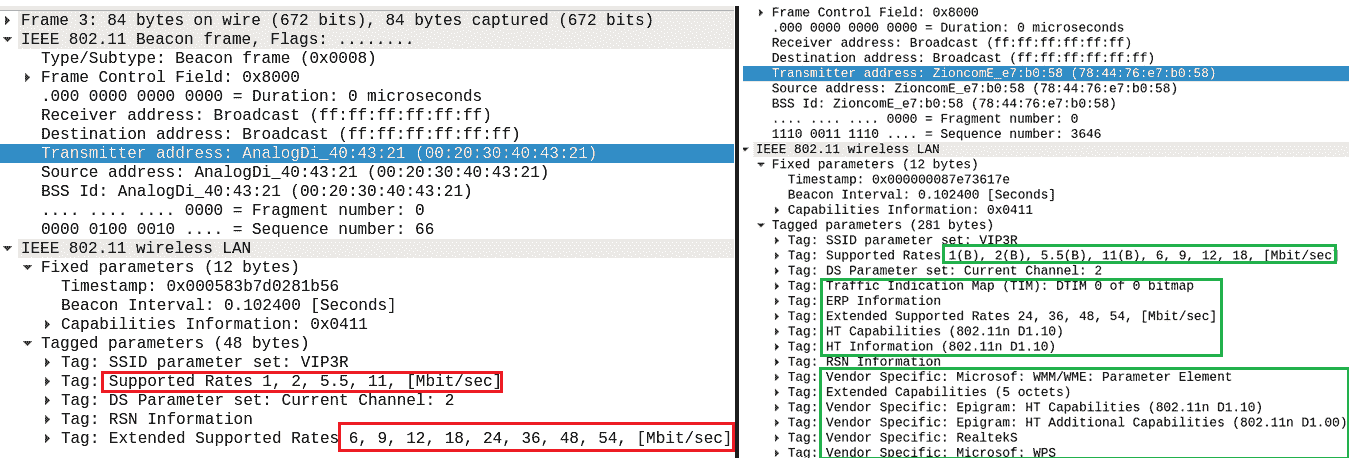 Frame 3: 84 bytes on wire (672 bits), 84 bytes captured (672 bits)
IEEE 802.11 Beacon frame, Flags: ........
Type/Subtype: Beacon frame (0x0008)
Frame Control Field: 0x8000
.000 0000 0000 0000 = Duration: 0 microseconds
Receiver address: Broadcast (ff:ff:ff:ff:ff:ff)
Destination address: Broadcast (ff:ff:ff:ff:ff:ff)
Transmitter address: AnalogDi_40:43:21 (00:20:30:40:43:21)
Source address: AnalogDi_40:43:21 (00:20:30:40:43:21)
BSS Id: AnalogDi_40:43:21 (00:20:30:40:43:21)
.... .... .... 0000 = Fragment number: 0
0000 0100 0010 .... = Sequence number: 66
IEEE 802.11 wireless LAN
Fixed parameters (12 bytes)
Timestamp: 0x000583b7d0281b56
Beacon Interval: 0.102400 [Seconds]
Capabilities Information: 0x0411
Tagged parameters (48 bytes)
Tag: SSID parameter set: VIP3R
Tag: Supported Rates 1, 2, 5.5, 11, [Mbit/sec]
Tag: DS Parameter set: Current Channel: 2
Tag: RSN Information
Tag: Extended Supported Rates 6, 9, 12, 18, 24, 36, 48, 54, [Mbit/sec]
Frame Control Field: 0x8000
.000 0000 0000 0000 = Duration: 0 microseconds
Receiver address: Broadcast (ff:ff:ff:ff:ff:ff)
Destination address: Broadcast (ff:ff:ff:ff:ff:ff)
Transmitter address: ZioncomE_e7:b0:58 (78:44:76:e7:b0:58)
Source address: ZioncomE_e7:b0:58 (78:44:76:e7:b0:58)
BSS Id: ZioncomE_e7:b0:58 (78:44:76:e7:b0:58)
.... .... .... 0000 = Fragment number: 0
1110 0011 1110 .... = Sequence number: 3646
IEEE 802.11 wireless LAN
Fixed parameters (12 bytes)
Timestamp: 0x000000087e73617e
Beacon Interval: 0.102400 [Seconds]
Capabilities Information: 0x0411
Tagged parameters (281 bytes)
Tag: SSID parameter set: VIP3R
Tag: Supported Rates 1(B), 2(B), 5.5(B), 11(B), 6, 9, 12, 18, [Mbit/sec]
Tag: DS Parameter set: Current Channel: 2
Tag: Traffic Indication Map (TIM): DTIM 0 of 0 bitmap
Tag: ERP Information
Tag: Extended Supported Rates 24, 36, 48, 54, [Mbit/sec]
Tag: HT Capabilities (802.11n D1.10)
Tag: HT Information (802.11n D1.10)
Tag: RSN Information
Tag: Vendor Specific: Microsof: WMM/WME: Parameter Element
Tag: Extended Capabilities (5 octets)
Tag: Vendor Specific: Epigram: HT Capabilities (802.11n D1.10)
Tag: Vendor Specific: Epigram: HT Additional Capabilities (802.11n D1.00)
Tag: Vendor Specific: RealtekS
Tag: Vendor Specific: Microsof: WPS